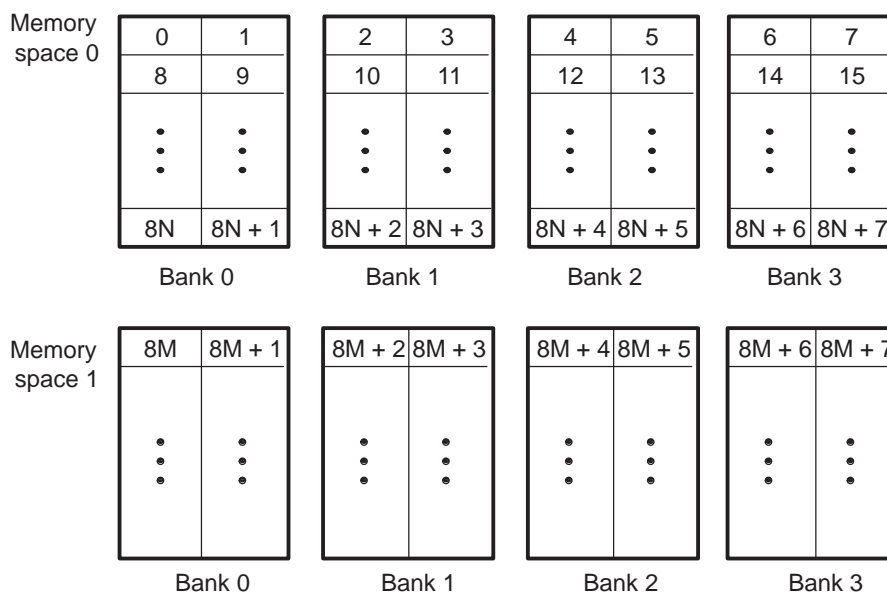 Memory space 0
0 1 2 3 4 5 6 7
8 9 10 11 12 13 14 15
8N 8N + 1 8N + 2 8N + 3 8N + 4 8N + 5 8N + 6 8N + 7
Bank 0 Bank 1 Bank 2 Bank 3
Memory space 1
8M 8M + 1 8M + 2 8M + 3 8M + 4 8M + 5 8M + 6 8M + 7
Bank 0 Bank 1 Bank 2 Bank 3